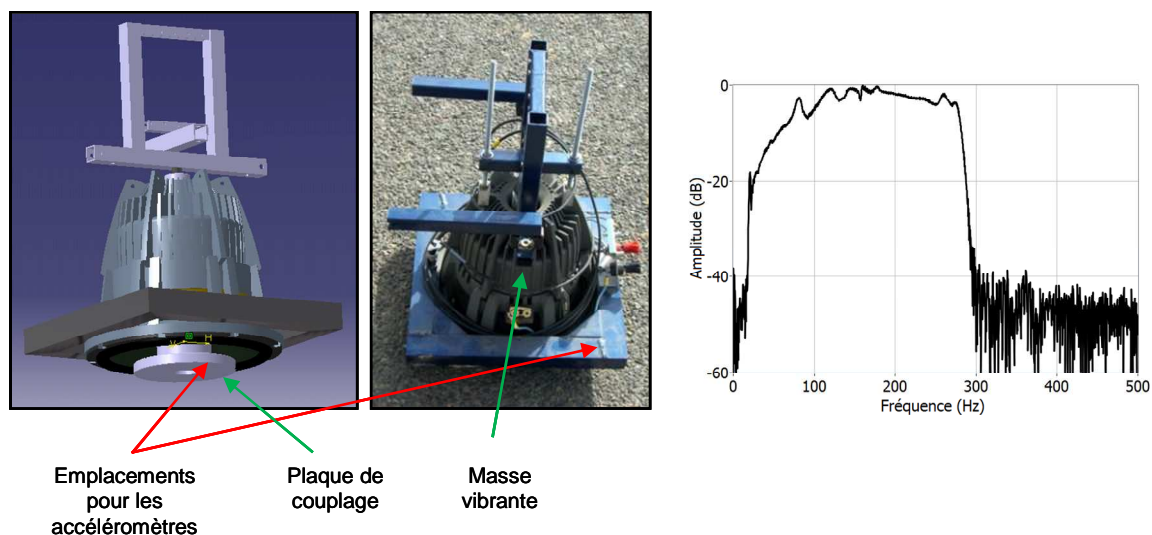 Emplacements
pour les
accéléromètres
Plaque de
couplage
Masse
vibrante
Amplitude (dB)
0
-20
-40
-60
0
100
200
300
400
500
Fréquence (Hz)